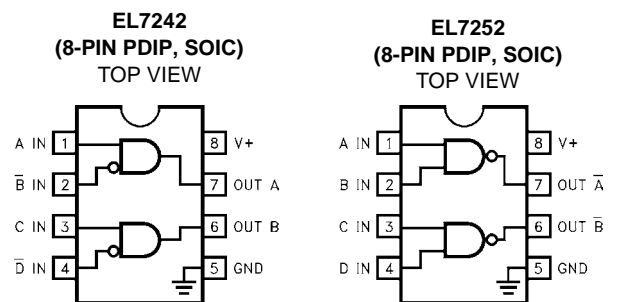 EL7242
(8-PIN PDIP, SOIC)
TOP VIEW
A IN 1
B̅ IN 2
C IN 3
D̅ IN 4
8 V+
7 OUT A
6 OUT B
5 GND
EL7252
(8-PIN PDIP, SOIC)
TOP VIEW
A IN 1
B IN 2
C IN 3
D IN 4
8 V+
7 OUT A̅
6 OUT B̅
5 GND